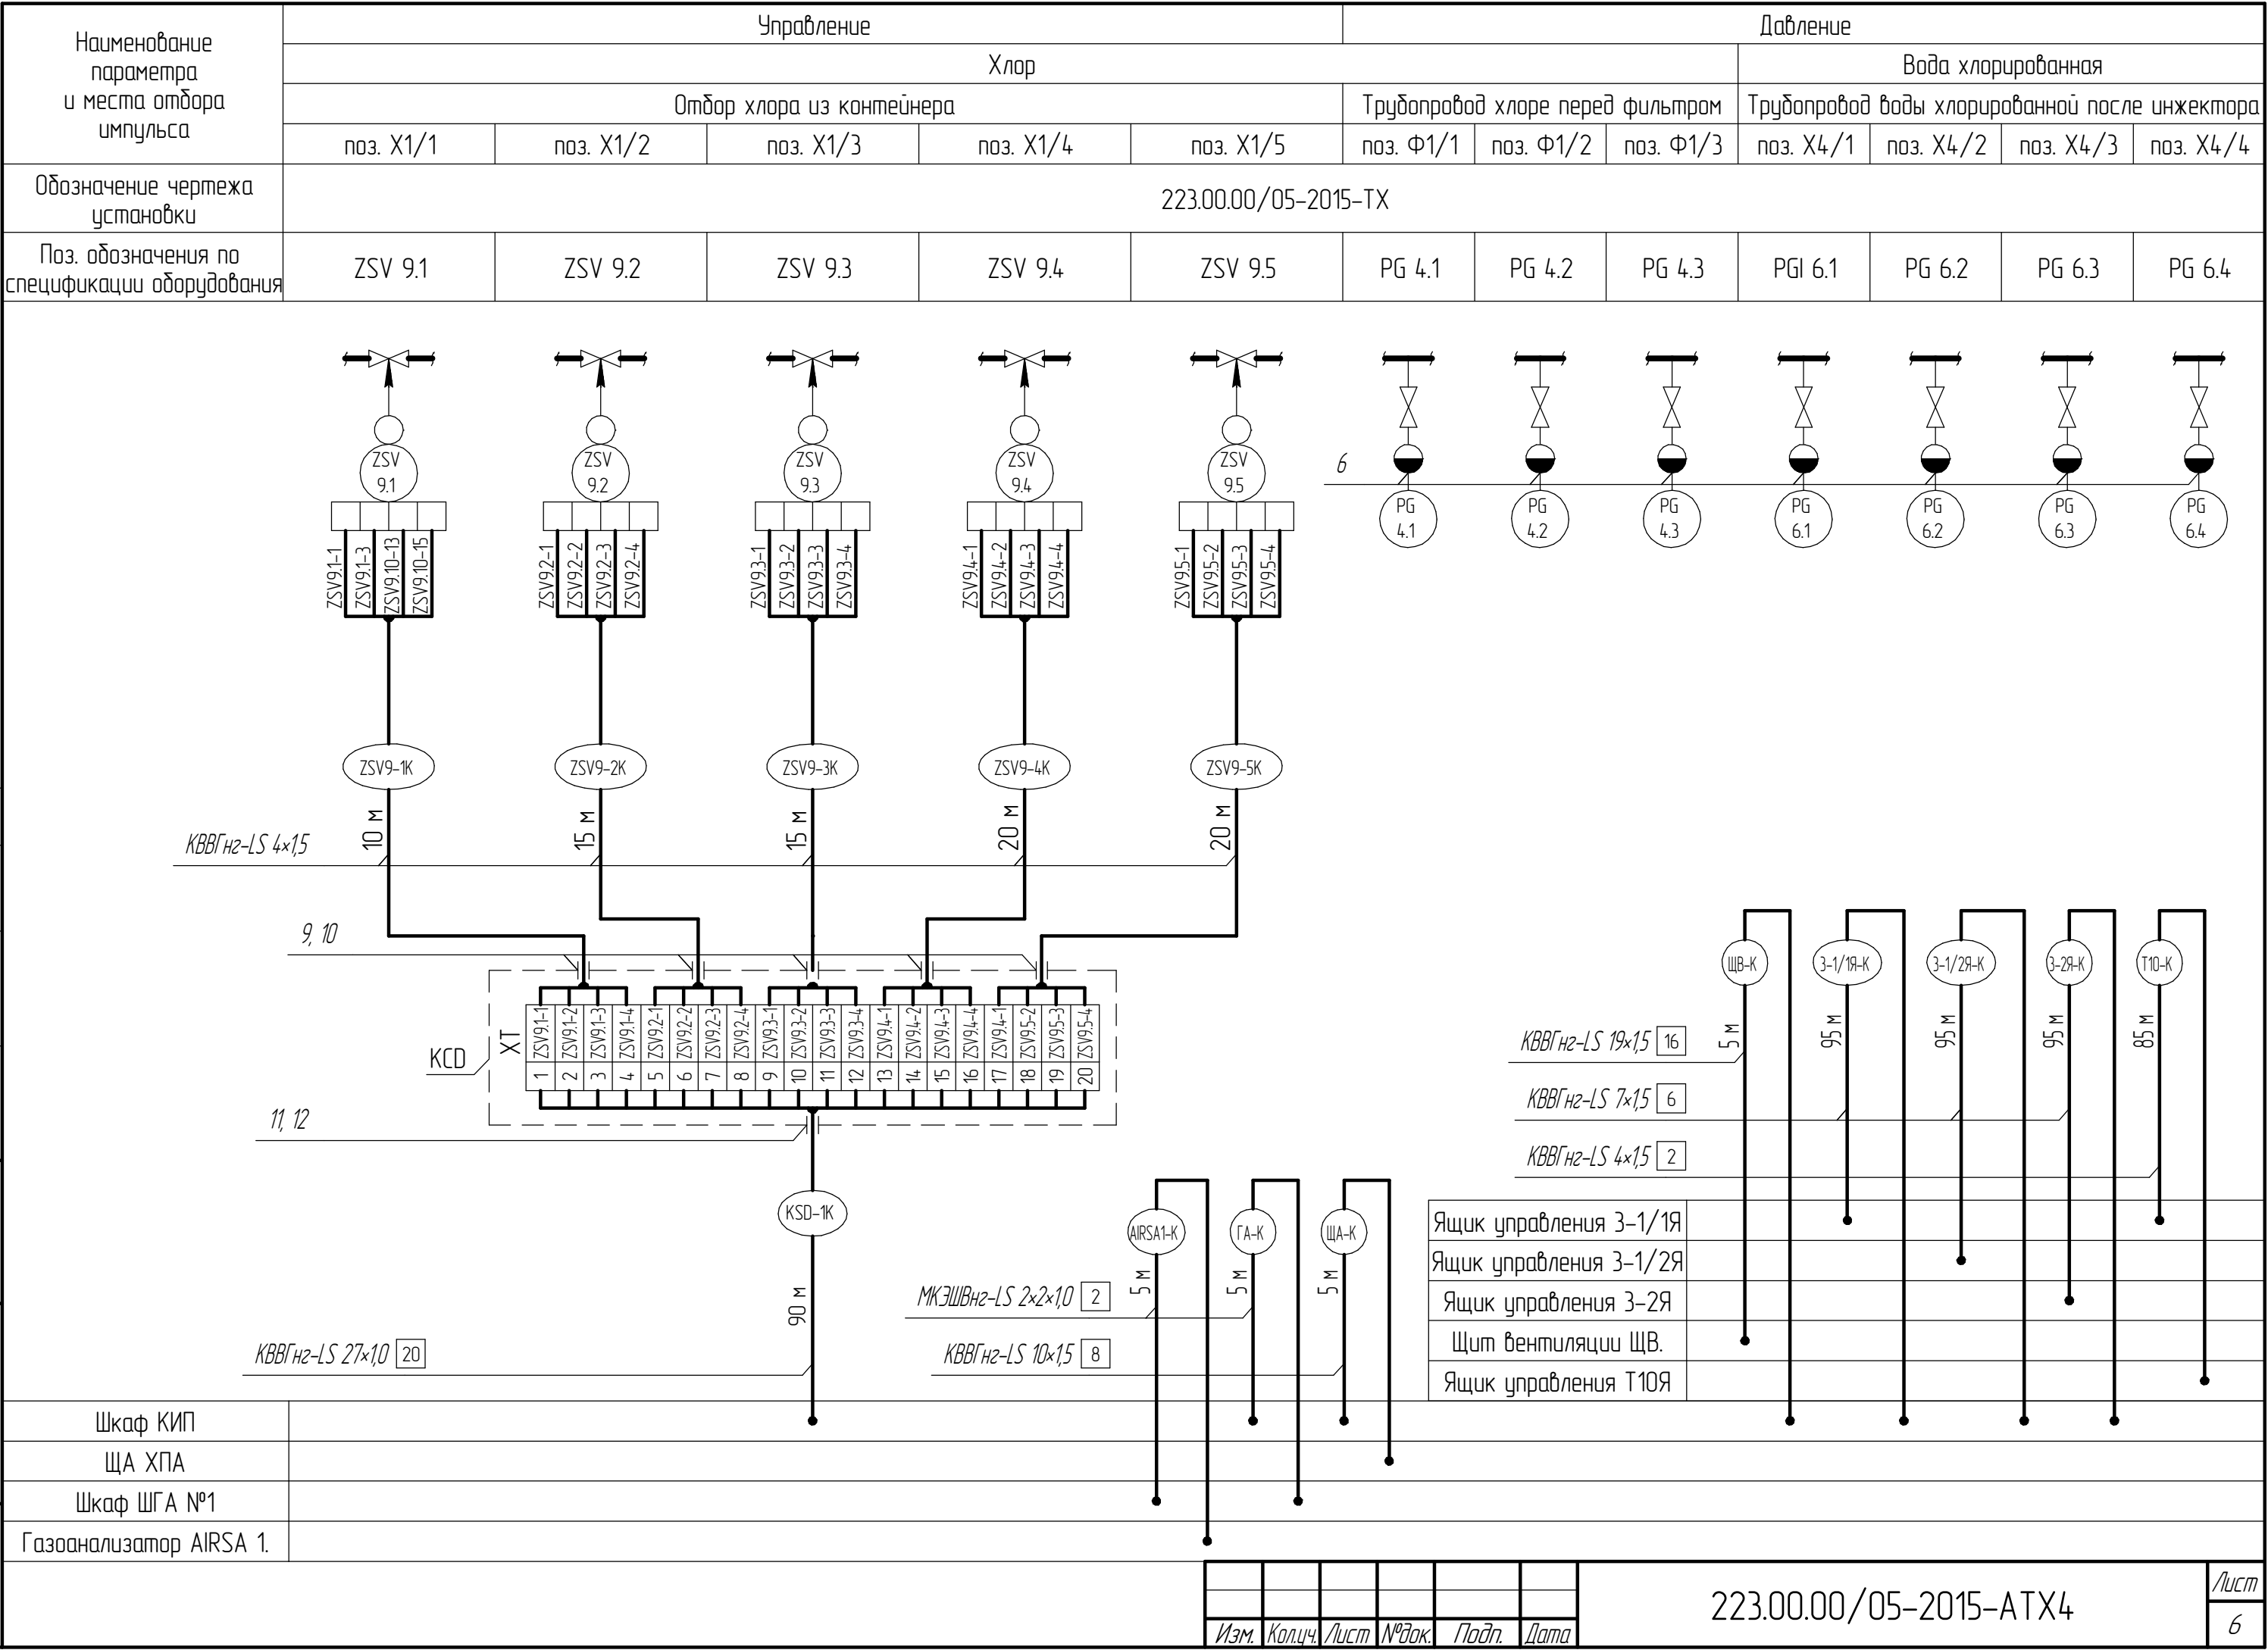 Наименование
параметра
и места отбора
импульса
Управление
Давление
Хлор
Вода хлорированная
Отбор хлора из контейнера
Трубопровод хлоре перед фильтром
Трубопровод воды хлорированной после инжектора
поз. Х1/1
поз. Х1/2
поз. Х1/3
поз. Х1/4
поз. Х1/5
поз. Ф1/1
поз. Ф1/2
поз. Ф1/3
поз. Х4/1
поз. Х4/2
поз. Х4/3
поз. Х4/4
Обозначение чертежа
установки
223.00.00/05-2015-ТХ
Поз. обозначения по
спецификации оборудования
ZSV 9.1
ZSV 9.2
ZSV 9.3
ZSV 9.4
ZSV 9.5
PG 4.1
PG 4.2
PG 4.3
PGI 6.1
PG 6.2
PG 6.3
PG 6.4
ZSV
9.1
ZSV
9.2
ZSV
9.3
ZSV
9.4
ZSV
9.5
6
PG
4.1
PG
4.2
PG
4.3
PG
6.1
PG
6.2
PG
6.3
PG
6.4
ZSV9.1-1
ZSV9.1-3
ZSV9.10-13
ZSV9.10-15
ZSV9.2-1
ZSV9.2-2
ZSV9.2-3
ZSV9.2-4
ZSV9.3-1
ZSV9.3-2
ZSV9.3-3
ZSV9.3-4
ZSV9.4-1
ZSV9.4-2
ZSV9.4-3
ZSV9.4-4
ZSV9.5-1
ZSV9.5-2
ZSV9.5-3
ZSV9.5-4
ZSV9-1К
ZSV9-2К
ZSV9-3К
ZSV9-4К
ZSV9-5К
КВВГнг-LS 4×1,5
10 м
15 м
15 м
20 м
20 м
9, 10
KCD
XT
ZSV9.1-1
ZSV9.1-2
ZSV9.1-3
ZSV9.1-4
ZSV9.2-1
ZSV9.2-2
ZSV9.2-3
ZSV9.2-4
ZSV9.3-1
ZSV9.3-2
ZSV9.3-3
ZSV9.3-4
ZSV9.4-1
ZSV9.4-2
ZSV9.4-3
ZSV9.4-4
ZSV9.4-1
ZSV9.5-2
ZSV9.5-3
ZSV9.5-4
1
2
3
4
5
6
7
8
9
10
11
12
13
14
15
16
17
18
19
20
11, 12
KSD-1К
90 м
КВВГнг-LS 27×1,0 20
AIRSA1-К
ГА-К
ЩА-К
5 м
5 м
5 м
МКЭШВнг-LS 2×2×1,0 2
КВВГнг-LS 10×1,5 8
ЩВ-К
3-1/1Я-К
3-1/2Я-К
3-2Я-К
Т10-К
5 м
95 м
95 м
95 м
85 м
КВВГнг-LS 19×1,5 16
КВВГнг-LS 7×1,5 6
КВВГнг-LS 4×1,5 2
Ящик управления 3-1/1Я
Ящик управления 3-1/2Я
Ящик управления 3-2Я
Щит вентиляции ЩВ.
Ящик управления Т10Я
Шкаф КИП
ЩА ХПА
Шкаф ШГА №1
Газоанализатор AIRSA 1.
Изм.
Кол.уч.
Лист
№док.
Подп.
Дата
223.00.00/05-2015-АТХ4
Лист
6